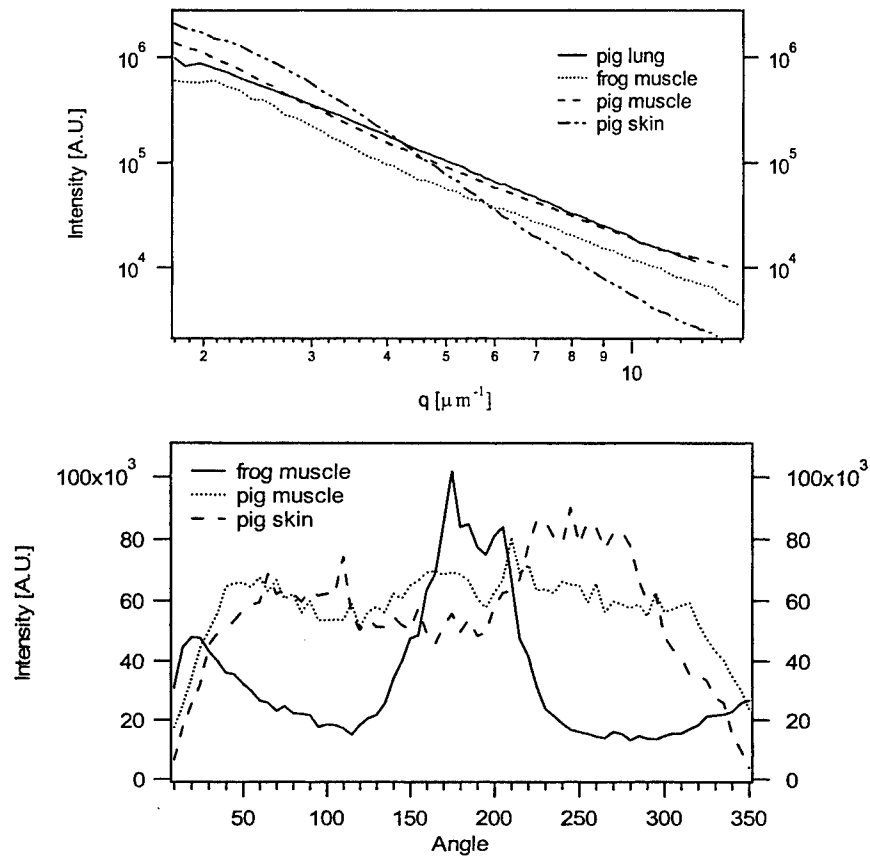 10^6
10^5
10^4
Intensity [A.U.]
pig lung
frog muscle
pig muscle
pig skin
10^6
10^5
10^4
2 3 4 5 6 7 8 9 10
q [μm^-1]
100x10^3
80
60
40
20
0
Intensity [A.U.]
frog muscle
pig muscle
pig skin
100x10^3
80
60
40
20
0
50 100 150 200 250 300 350
Angle